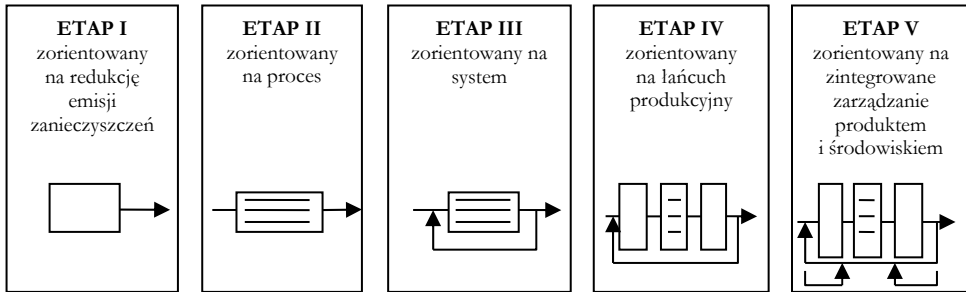 ETAP I
zorientowany
na redukcję
emisji
zanieczyszczeń
ETAP II
zorientowany
na proces
ETAP III
zorientowany na
system
ETAP IV
zorientowany
na łańcuch
produkcyjny
ETAP V
zorientowany na
zintegrowane
zarządzanie
produktem
i środowiskiem